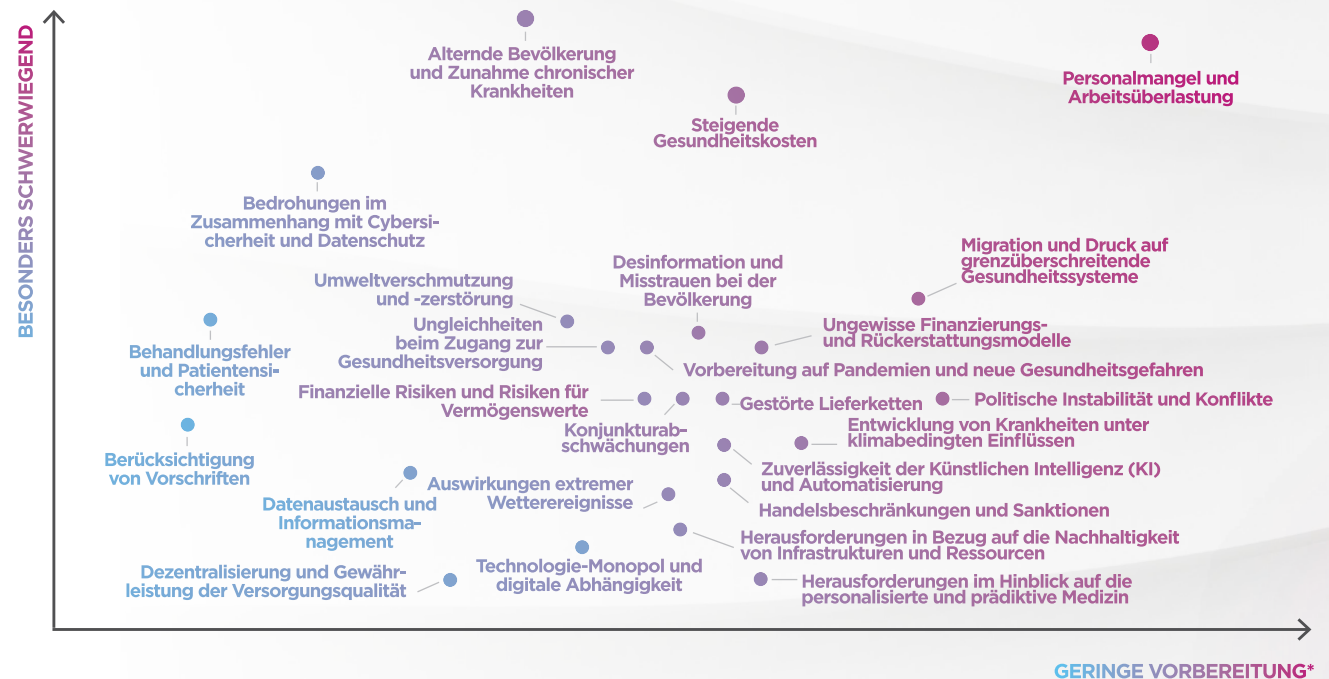 BESONDERS SCHWERWIEGEND
Alternde Bevölkerung
und Zunahme chronischer
Krankheiten
Personalmangel und
Arbeitsüberlastung
Steigende
Gesundheitskosten
Bedrohungen im
Zusammenhang mit Cybersi-
cherheit und Datenschutz
Migration und Druck auf
grenzüberschreitende
Gesundheitssysteme
Desinformation und
Misstrauen bei der
Bevölkerung
Umweltverschmutzung
und -zerstörung
Ungleichheiten
beim Zugang zur
Gesundheitsversorgung
Ungewisse Finanzierungs-
und Rückerstattungsmodelle
Behandlungsfehler
und Patientensi-
cherheit
Vorbereitung auf Pandemien und neue Gesundheitsgefahren
Finanzielle Risiken und Risiken für
Vermögenswerte
Gestörte Lieferketten
Politische Instabilität und Konflikte
Konjunkturab-
schwächungen
Entwicklung von Krankheiten unter
klimabedingten Einflüssen
Berücksichtigung
von Vorschriften
Zuverlässigkeit der Künstlichen Intelligenz (KI)
und Automatisierung
Datenaustausch und
Informationsma-
nagement
Auswirkungen extremer
Wetterereignisse
Handelsbeschränkungen und Sanktionen
Herausforderungen in Bezug auf die Nachhaltigkeit
von Infrastrukturen und Ressourcen
Dezentralisierung und Gewähr-
leistung der Versorgungsqualität
Technologie-Monopol und
digitale Abhängigkeit
Herausforderungen im Hinblick auf die
personalisierte und prädiktive Medizin
GERINGE VORBEREITUNG*